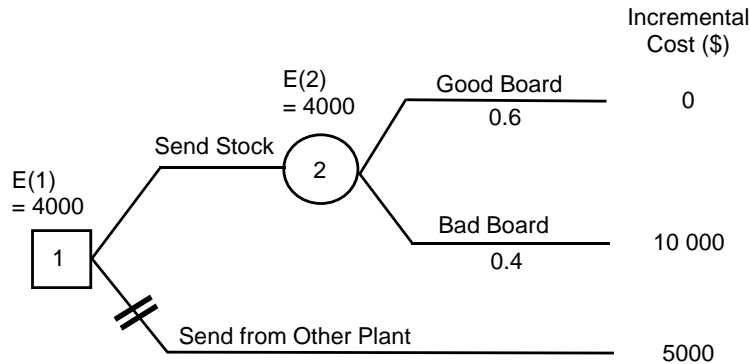 Incremental
Cost ($)
E(2)
= 4000
Good Board
0
0.6
Send Stock
2
E(1)
= 4000
Bad Board
10 000
0.4
1
Send from Other Plant
5000